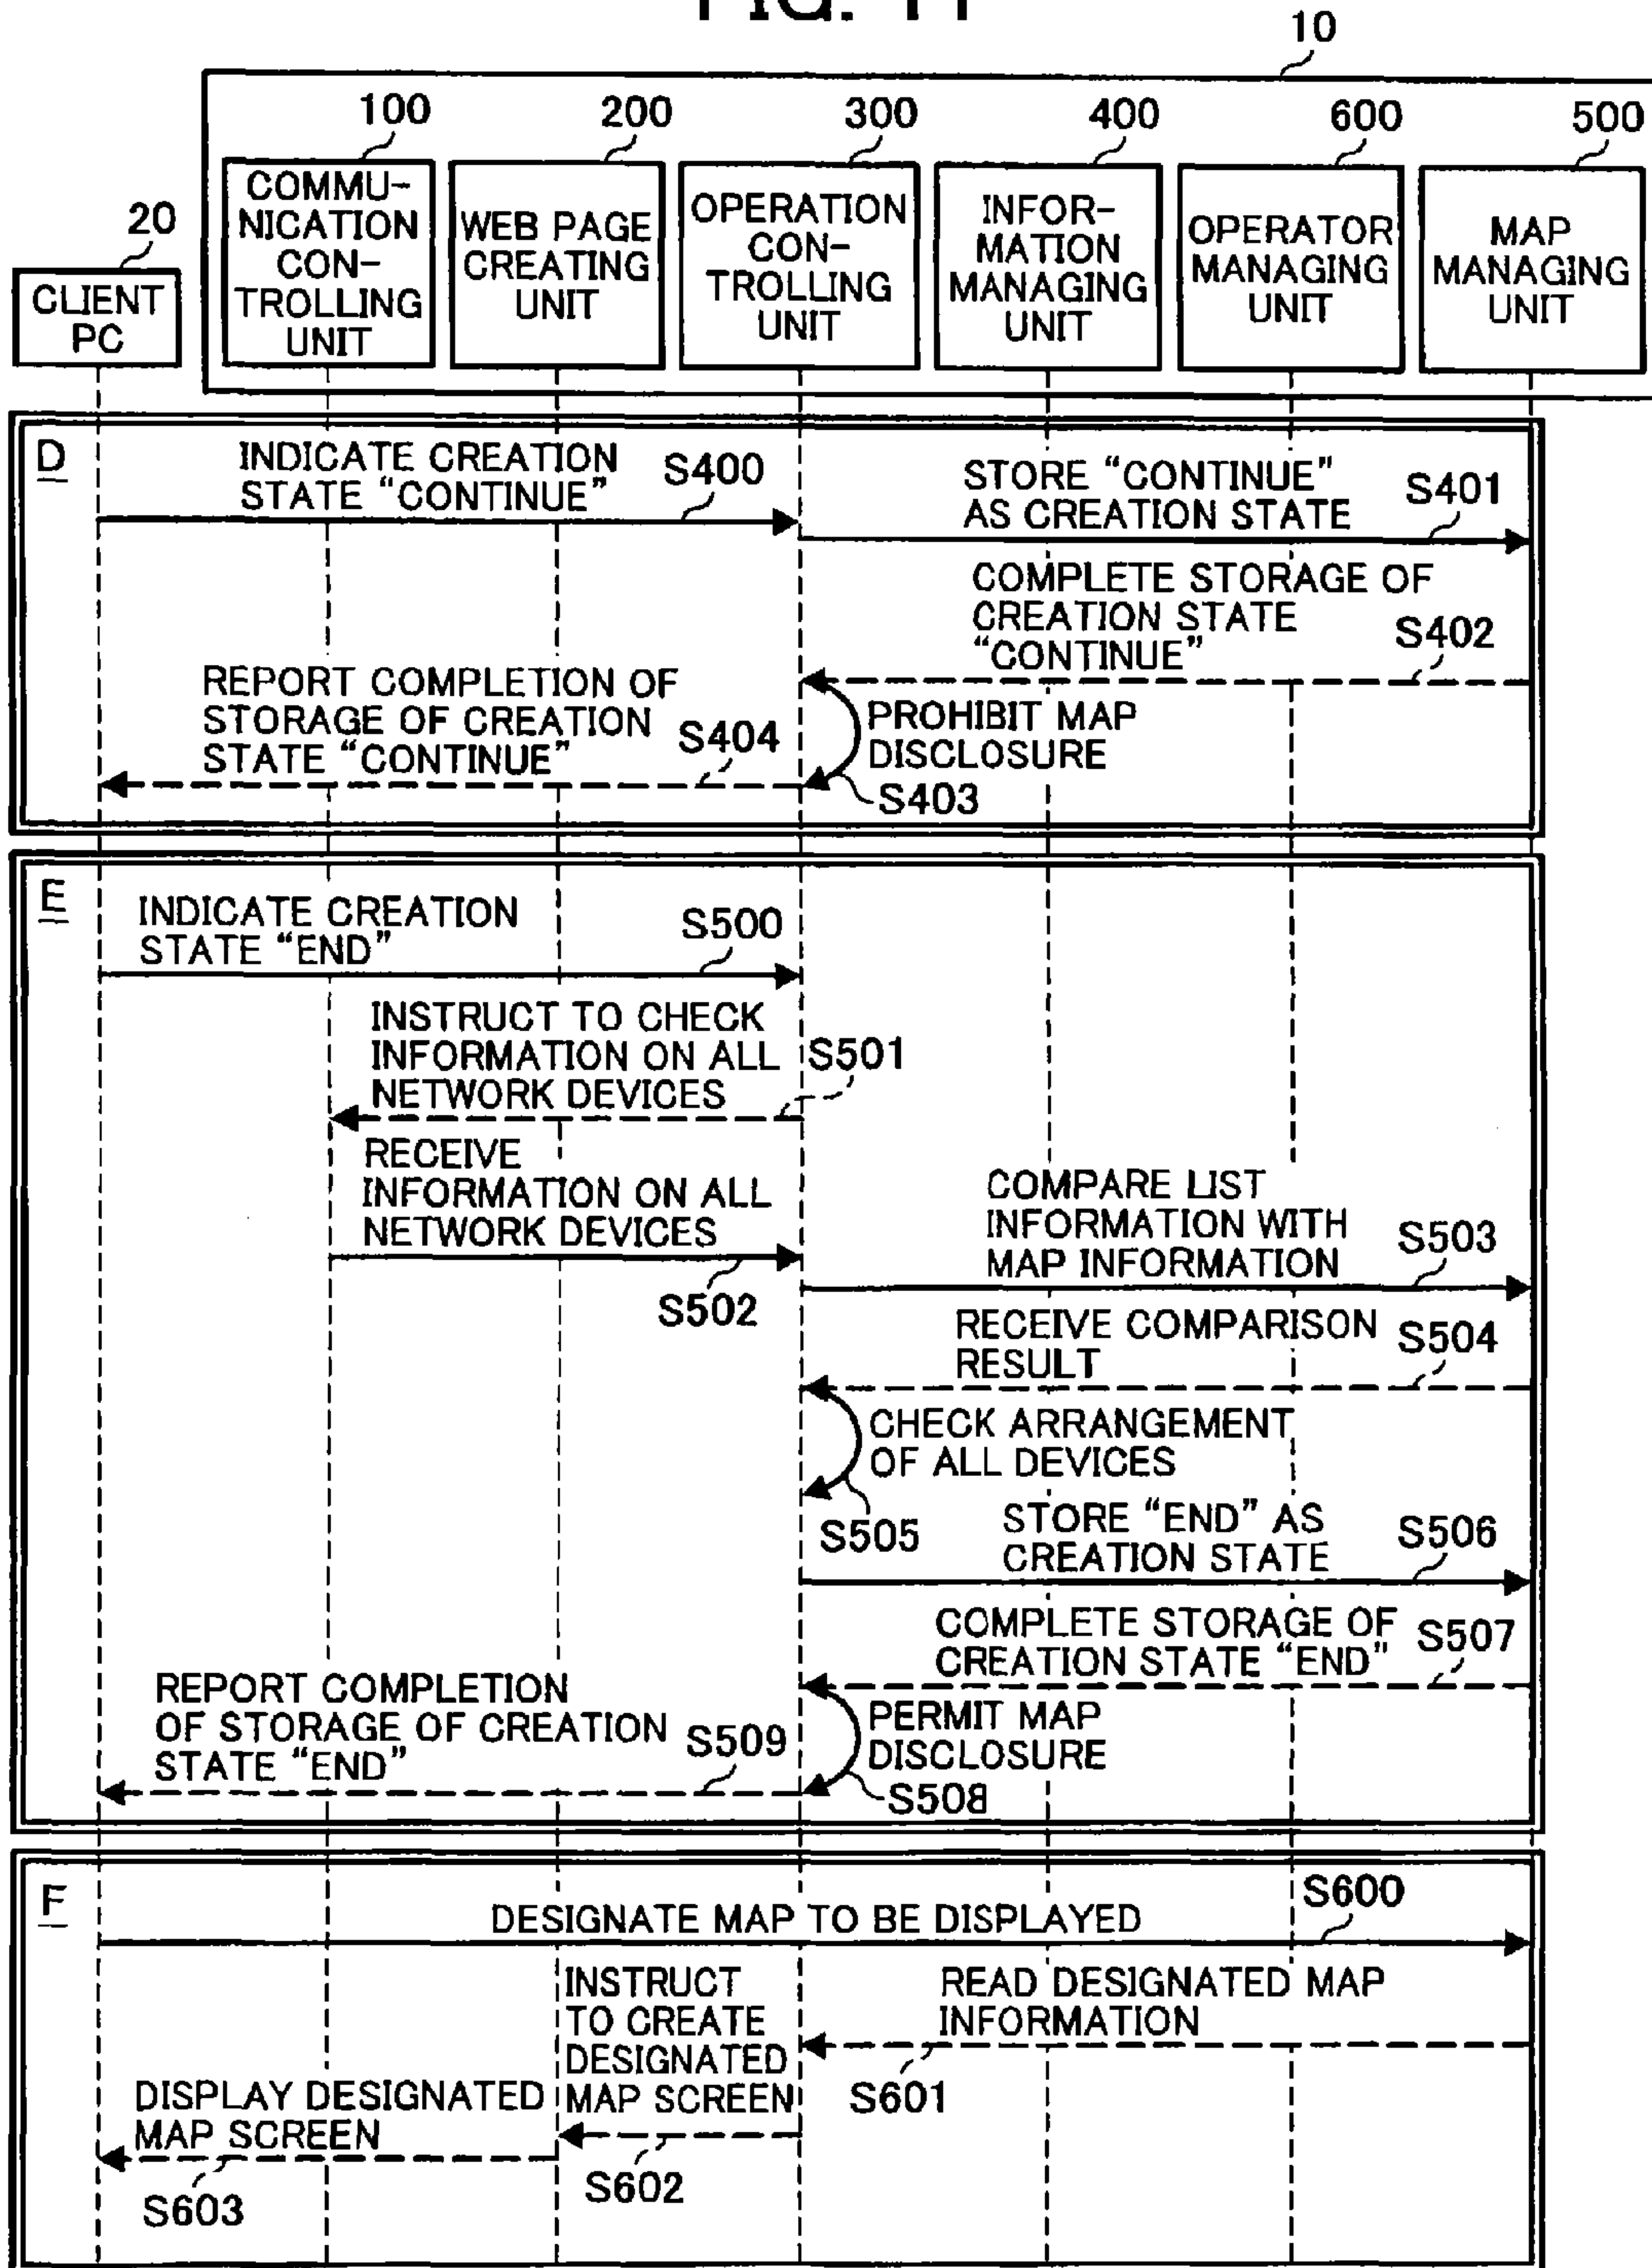 FIG. 11
10
100
200
300
400
600
500
20
COMMU-
NICATION
CON-
TROLLING
UNIT
WEB PAGE
CREATING
UNIT
OPERATION
CON-
TROLLING
UNIT
INFOR-
MATION
MANAGING
UNIT
OPERATOR
MANAGING
UNIT
MAP
MANAGING
UNIT
CLIENT
PC
D
INDICATE CREATION
STATE “CONTINUE”
S400
STORE “CONTINUE”
AS CREATION STATE
S401
COMPLETE STORAGE OF
CREATION STATE
“CONTINUE”
S402
REPORT COMPLETION OF
STORAGE OF CREATION
STATE “CONTINUE”
S404
PROHIBIT MAP
DISCLOSURE
S403
E
INDICATE CREATION
STATE “END”
S500
INSTRUCT TO CHECK
INFORMATION ON ALL
NETWORK DEVICES
S501
RECEIVE
INFORMATION ON ALL
NETWORK DEVICES
S502
COMPARE LIST
INFORMATION WITH
MAP INFORMATION
S503
RECEIVE COMPARISON
RESULT
S504
CHECK ARRANGEMENT
OF ALL DEVICES
S505
STORE “END” AS
CREATION STATE
S506
COMPLETE STORAGE OF
CREATION STATE “END”
S507
REPORT COMPLETION
OF STORAGE OF CREATION
STATE “END”
S509
PERMIT MAP
DISCLOSURE
S508
F
DESIGNATE MAP TO BE DISPLAYED
S600
READ DESIGNATED MAP
INFORMATION
S601
INSTRUCT
TO CREATE
DESIGNATED
MAP SCREEN
S602
DISPLAY DESIGNATED
MAP SCREEN
S603